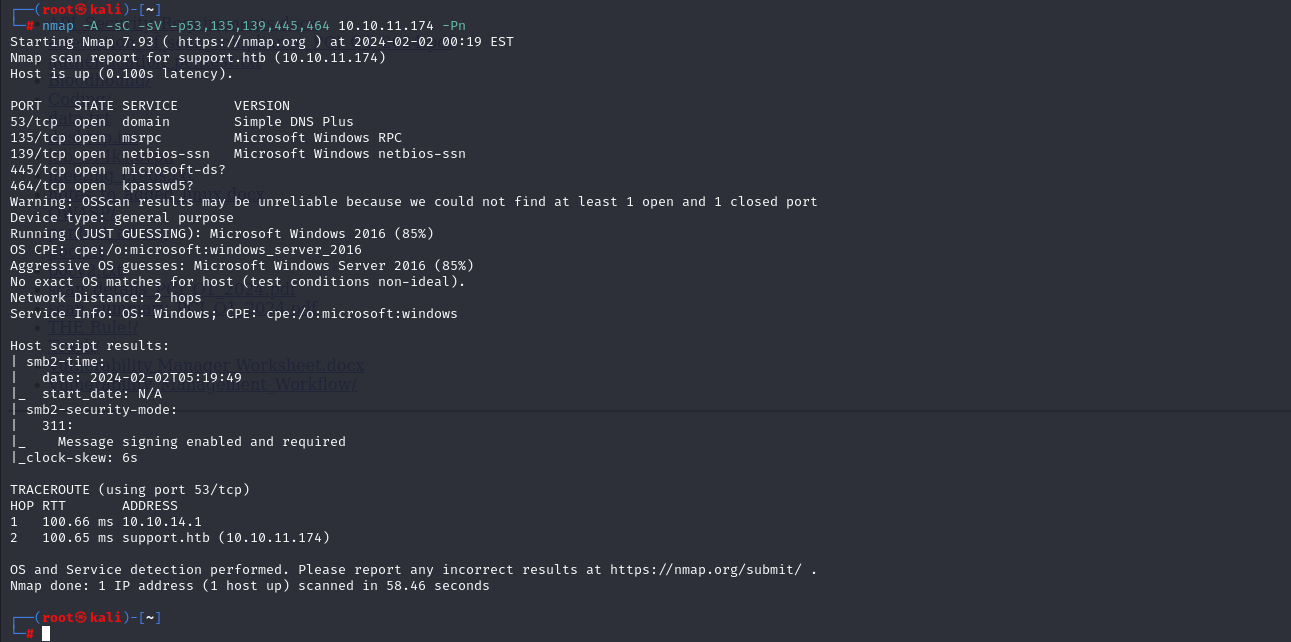 ┌──(root㉿kali)-[~]
└─# nmap -A -sC -sV -p53,135,139,445,464 10.10.11.174 -Pn
Starting Nmap 7.93 ( https://nmap.org ) at 2024-02-02 00:19 EST
Nmap scan report for support.htb (10.10.11.174)
Host is up (0.100s latency).
PORT    STATE SERVICE       VERSION
53/tcp  open  domain        Simple DNS Plus
135/tcp open  msrpc         Microsoft Windows RPC
139/tcp open  netbios-ssn   Microsoft Windows netbios-ssn
445/tcp open  microsoft-ds?
464/tcp open  kpasswd5?
Warning: OSScan results may be unreliable because we could not find at least 1 open and 1 closed port
Device type: general purpose
Running (JUST GUESSING): Microsoft Windows 2016 (85%)
OS CPE: cpe:/o:microsoft:windows_server_2016
Aggressive OS guesses: Microsoft Windows Server 2016 (85%)
No exact OS matches for host (test conditions non-ideal).
Network Distance: 2 hops
Service Info: OS: Windows; CPE: cpe:/o:microsoft:windows
THE Rule!/
Host script results:
| smb2-time:
Manager Worksheet.docx
|   date: 2024-02-02T05:19:49
_Workflow/
|_  start_date: N/A
| smb2-security-mode:
|   311:
|_    Message signing enabled and required
|_clock-skew: 6s
TRACEROUTE (using port 53/tcp)
HOP RTT       ADDRESS
1   100.66 ms 10.10.14.1
2   100.65 ms support.htb (10.10.11.174)
OS and Service detection performed. Please report any incorrect results at https://nmap.org/submit/ .
Nmap done: 1 IP address (1 host up) scanned in 58.46 seconds
┌──(root㉿kali)-[~]
└─#